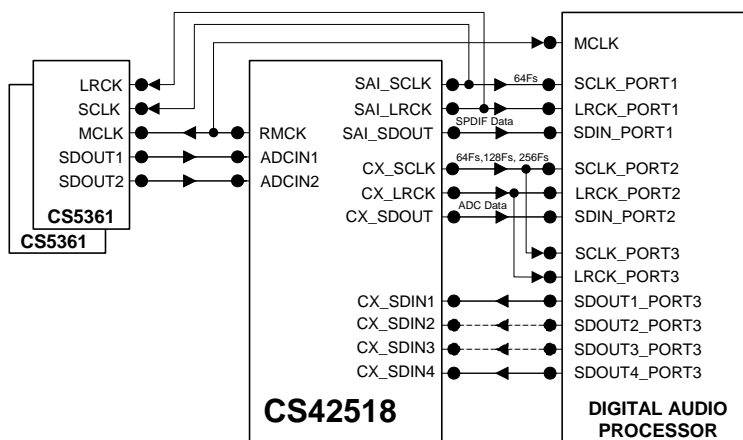 MCLK
LRCK
SCLK
MCLK
SDOUT1
SDOUT2
CS5361
CS5361
RMCK
ADCIN1
ADCIN2
SAI_SCLK
SAI_LRCK
SAI_SDOUT
CX_SCLK
CX_LRCK
CX_SDOUT
CX_SDIN1
CX_SDIN2
CX_SDIN3
CX_SDIN4
CS42518
64Fs
SPDIF Data
64Fs,128Fs, 256Fs
ADC Data
SCLK_PORT1
LRCK_PORT1
SDIN_PORT1
SCLK_PORT2
LRCK_PORT2
SDIN_PORT2
SCLK_PORT3
LRCK_PORT3
SDOUT1_PORT3
SDOUT2_PORT3
SDOUT3_PORT3
SDOUT4_PORT3
DIGITAL AUDIO
PROCESSOR